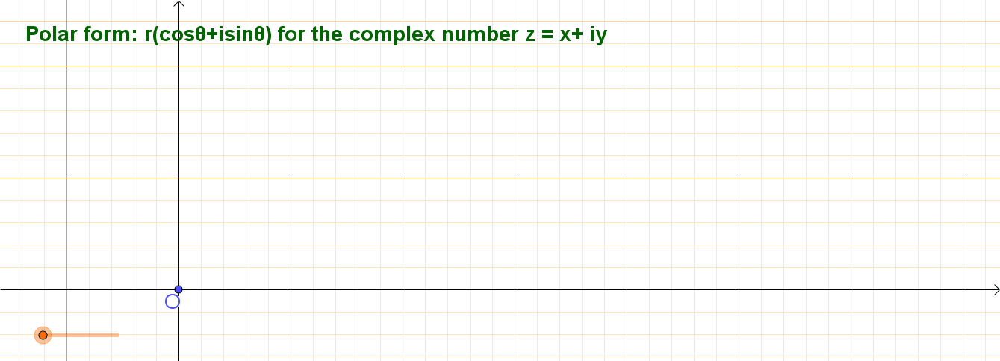 Polar form: r(cosθ+isinθ) for the complex number z = x+ iy
O